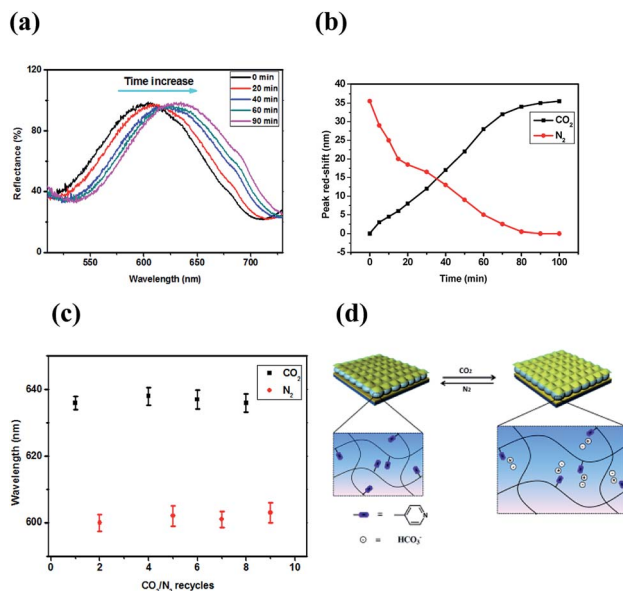 (a)
Time increase
0 min
20 min
40 min
60 min
90 min
120
80
40
0
Reflectance (%)
550
600
650
700
Wavelength (nm)
(b)
CO2
N2
40
35
30
25
20
15
10
5
0
-5
Peak red-shift (nm)
0
20
40
60
80
100
Time (min)
(c)
CO2
N2
640
620
600
Wavelength (nm)
0
2
4
6
8
10
CO2/N2 recycles
(d)
CO2
N2
=
N
= HCO3-